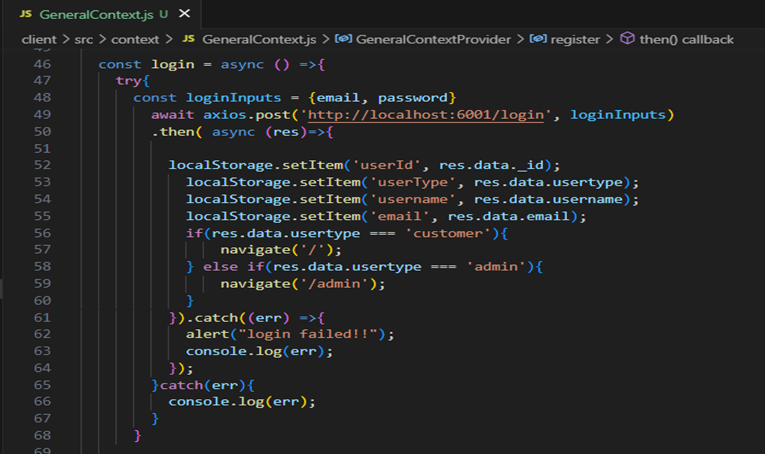 JS GeneralContext.js U ×
client > src > context > JS GeneralContext.js > GeneralContextProvider > register > then() callback
46 const login = async () =>{
47 try{
48 const loginInputs = {email, password}
49 await axios.post('http://localhost:6001/login', loginInputs)
50 .then( async (res)=>{
51
52 localStorage.setItem('userId', res.data._id);
53 localStorage.setItem('userType', res.data.usertype);
54 localStorage.setItem('username', res.data.username);
55 localStorage.setItem('email', res.data.email);
56 if(res.data.usertype === 'customer'){
57 navigate('/');
58 } else if(res.data.usertype === 'admin'){
59 navigate('/admin');
60 }
61 }).catch((err) =>{
62 alert("login failed!!");
63 console.log(err);
64 });
65 }catch(err){
66 console.log(err);
67 }
68 }
69